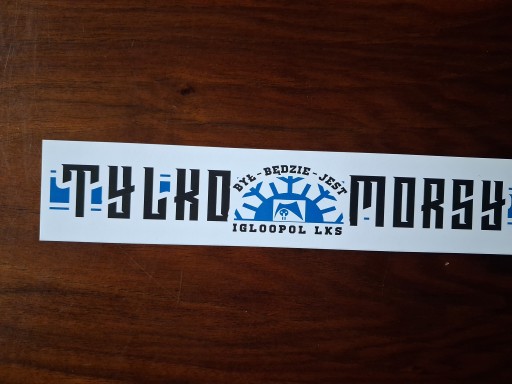 TYLKO
BYŁ - BĘDZIE - JEST
IGLOOPOL LKS
MORSY